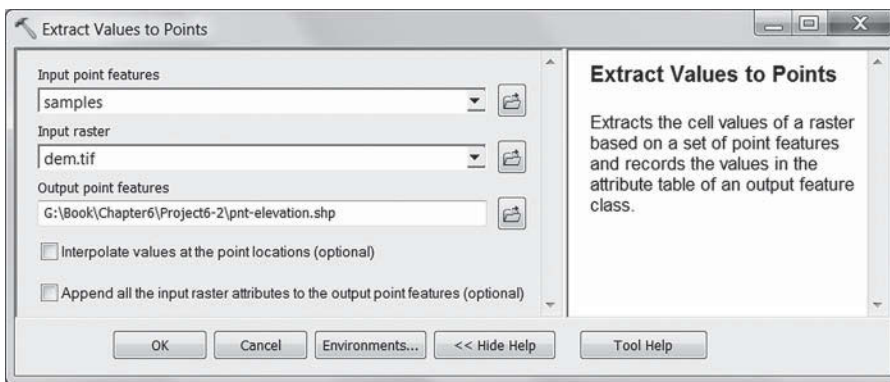 Extract Values to Points
Input point features
samples
Input raster
dem.tif
Output point features
G:\Book\Chapter6\Project6-2\pnt-elevation.shp
Interpolate values at the point locations (optional)
Append all the input raster attributes to the output point features (optional)
Extract Values to Points
Extracts the cell values of a raster
based on a set of point features
and records the values in the
attribute table of an output feature
class.
OK
Cancel
Environments...
<< Hide Help
Tool Help